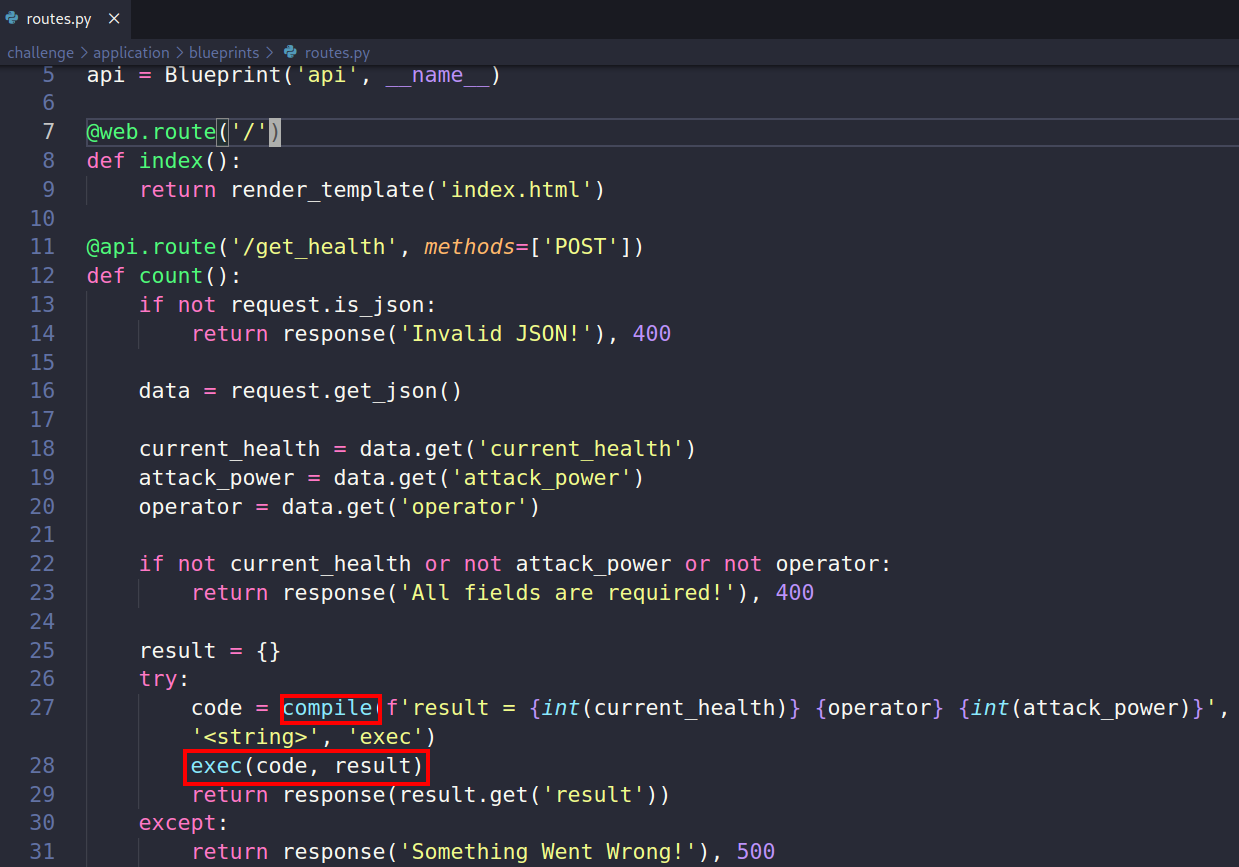 routes.py ×
challenge > application > blueprints > routes.py
5 api = Blueprint('api', __name__)
6
7 @web.route('/')
8 def index():
9     return render_template('index.html')
10
11 @api.route('/get_health', methods=['POST'])
12 def count():
13     if not request.is_json:
14         return response('Invalid JSON!'), 400
15
16     data = request.get_json()
17
18     current_health = data.get('current_health')
19     attack_power = data.get('attack_power')
20     operator = data.get('operator')
21
22     if not current_health or not attack_power or not operator:
23         return response('All fields are required!'), 400
24
25     result = {}
26     try:
27         code = compile(f'result = {int(current_health)} {operator} {int(attack_power)}',
        '<string>', 'exec')
28         exec(code, result)
29         return response(result.get('result'))
30     except:
31         return response('Something Went Wrong!'), 500